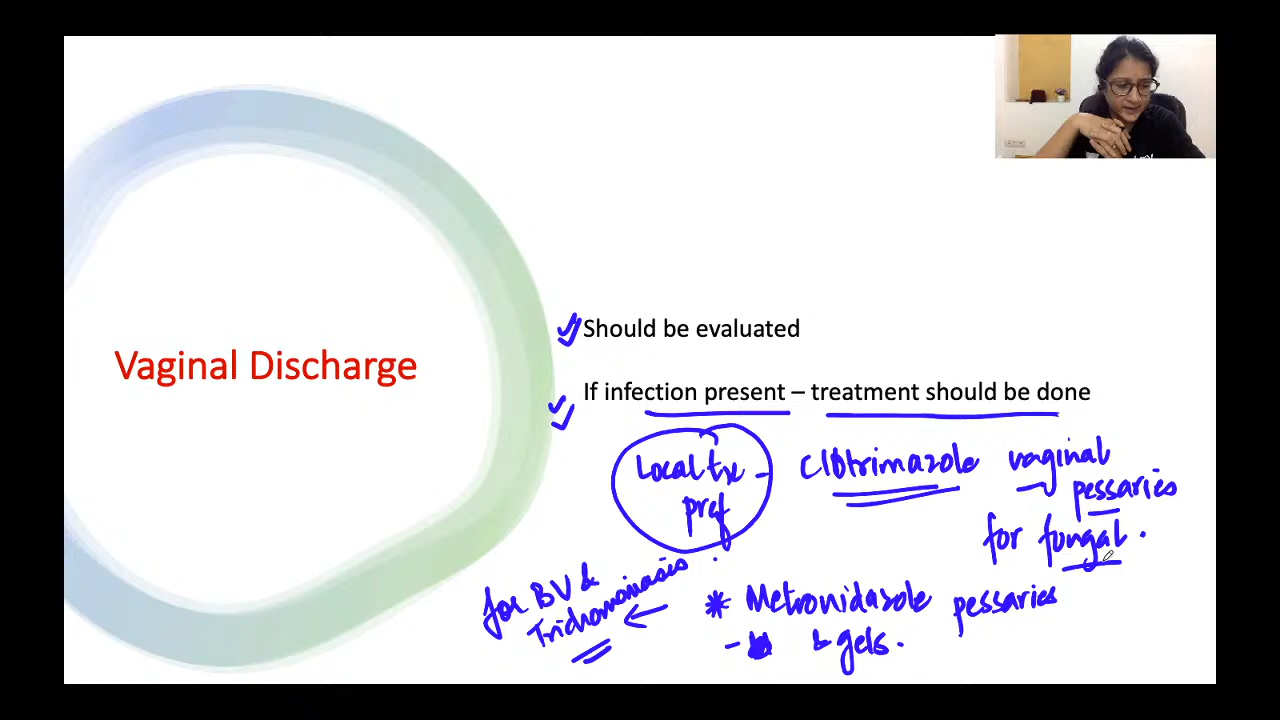 Vaginal Discharge
Should be evaluated
If infection present – treatment should be done
Local tx – Clotrimazole vaginal
pref pessaries
for fungal.
for BV &
Trichomoniasis ← * Metronidazole pessaries
& gels.